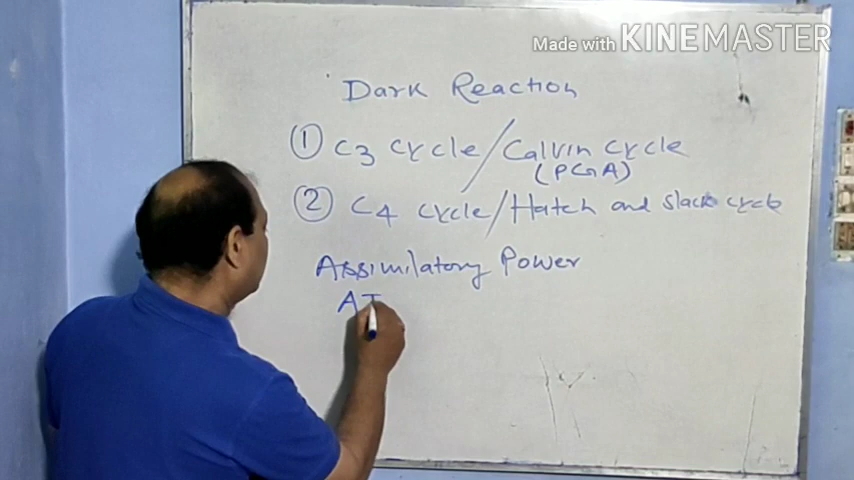 Made with KINEMASTER
Dark Reaction
① C3 cycle/Calvin cycle
(PGA)
② C4 cycle/Hatch and slack cycle
Assimilatory Power
AT